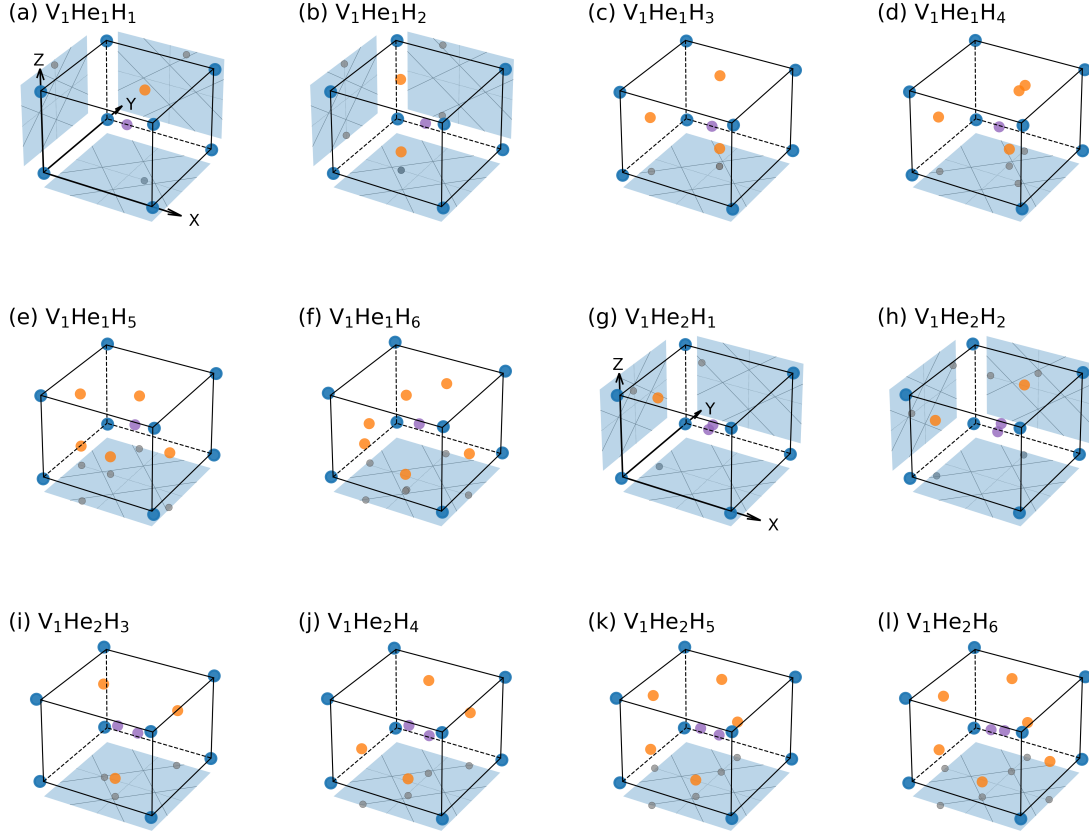 (a) V₁He₁H₁
(b) V₁He₁H₂
(c) V₁He₁H₃
(d) V₁He₁H₄
Z
Y
X
(e) V₁He₁H₅
(f) V₁He₁H₆
(g) V₁He₂H₁
(h) V₁He₂H₂
Z
Y
X
(i) V₁He₂H₃
(j) V₁He₂H₄
(k) V₁He₂H₅
(l) V₁He₂H₆